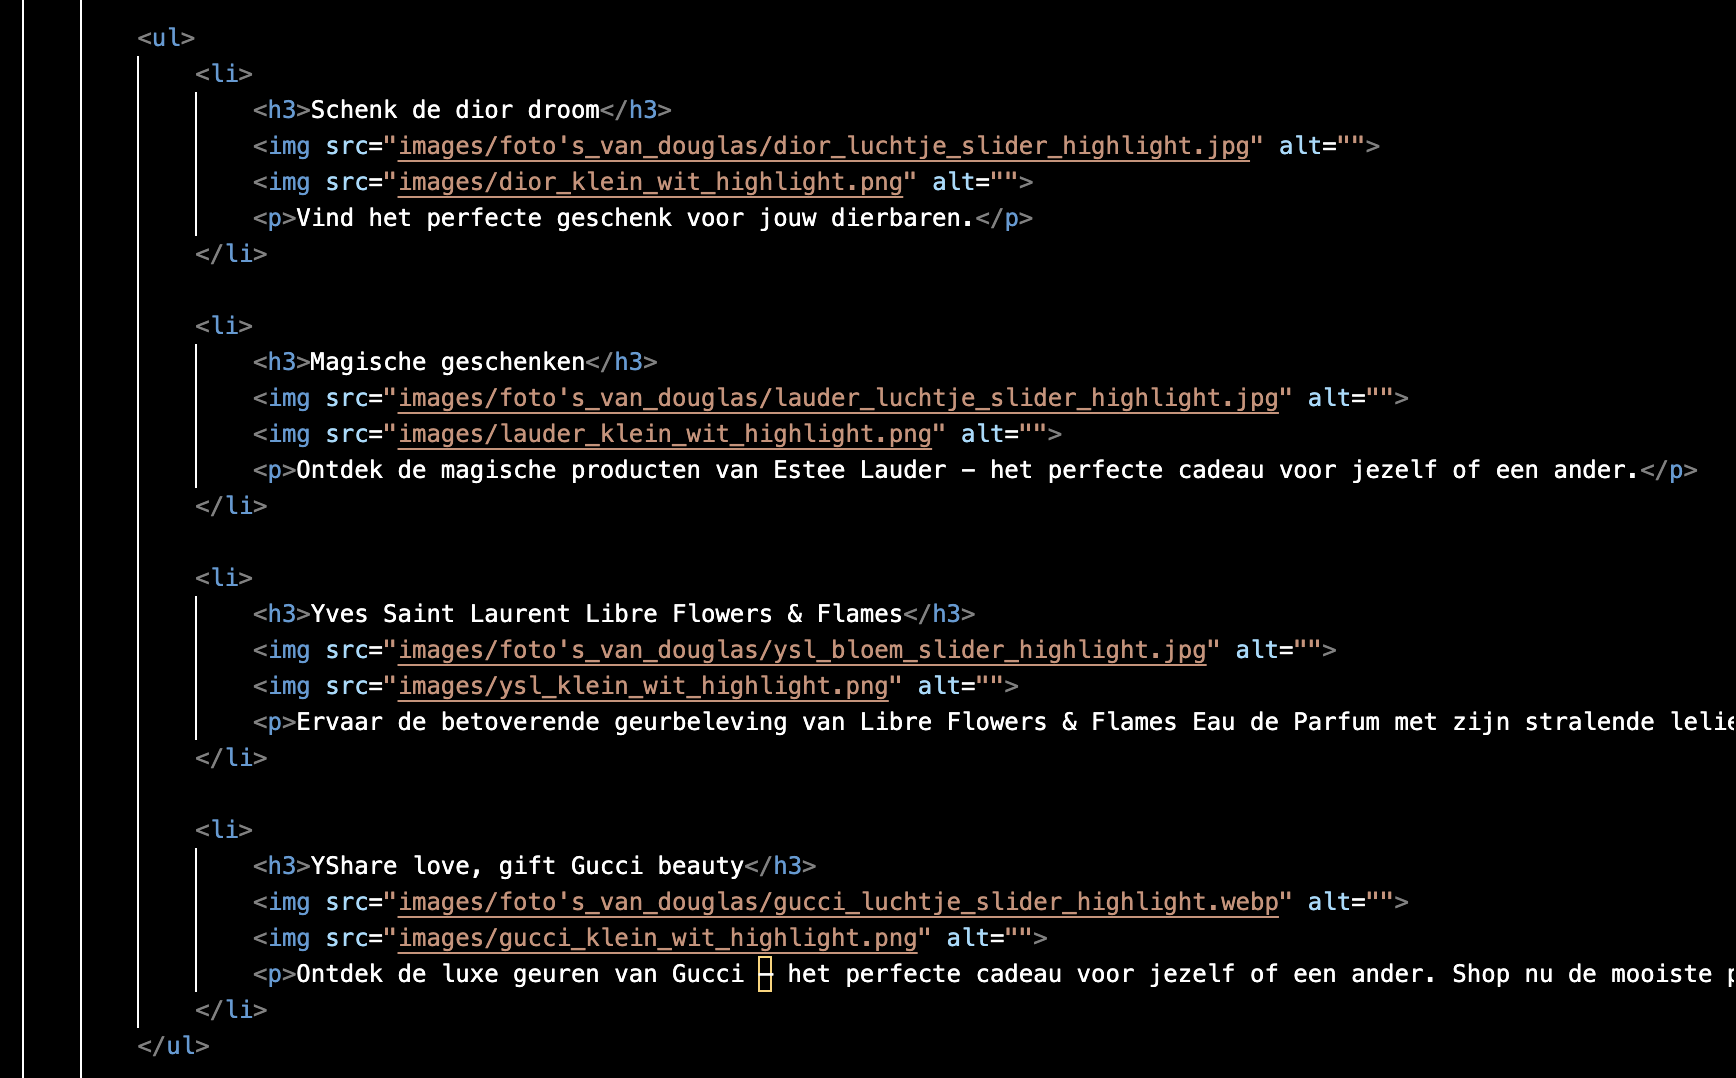 <ul>
<li>
<h3>Schenk de dior droom</h3>
<img src="images/foto's_van_douglas/dior_luchtje_slider_highlight.jpg" alt="">
<img src="images/dior_klein_wit_highlight.png" alt="">
<p>Vind het perfecte geschenk voor jouw dierbaren.</p>
</li>
<li>
<h3>Magische geschenken</h3>
<img src="images/foto's_van_douglas/lauder_luchtje_slider_highlight.jpg" alt="">
<img src="images/lauder_klein_wit_highlight.png" alt="">
<p>Ontdek de magische producten van Estee Lauder - het perfecte cadeau voor jezelf of een ander.</p>
</li>
<li>
<h3>Yves Saint Laurent Libre Flowers & Flames</h3>
<img src="images/foto's_van_douglas/ysl_bloem_slider_highlight.jpg" alt="">
<img src="images/ysl_klein_wit_highlight.png" alt="">
<p>Ervaar de betoverende geurbeleving van Libre Flowers & Flames Eau de Parfum met zijn stralende
</li>
<li>
<h3>YShare love, gift Gucci beauty</h3>
<img src="images/foto's_van_douglas/gucci_luchtje_slider_highlight.webp" alt="">
<img src="images/gucci_klein_wit_highlight.png" alt="">
<p>Ontdek de luxe geuren van Gucci – het perfecte cadeau voor jezelf of een ander. Shop nu de mooiste
</li>
</ul>